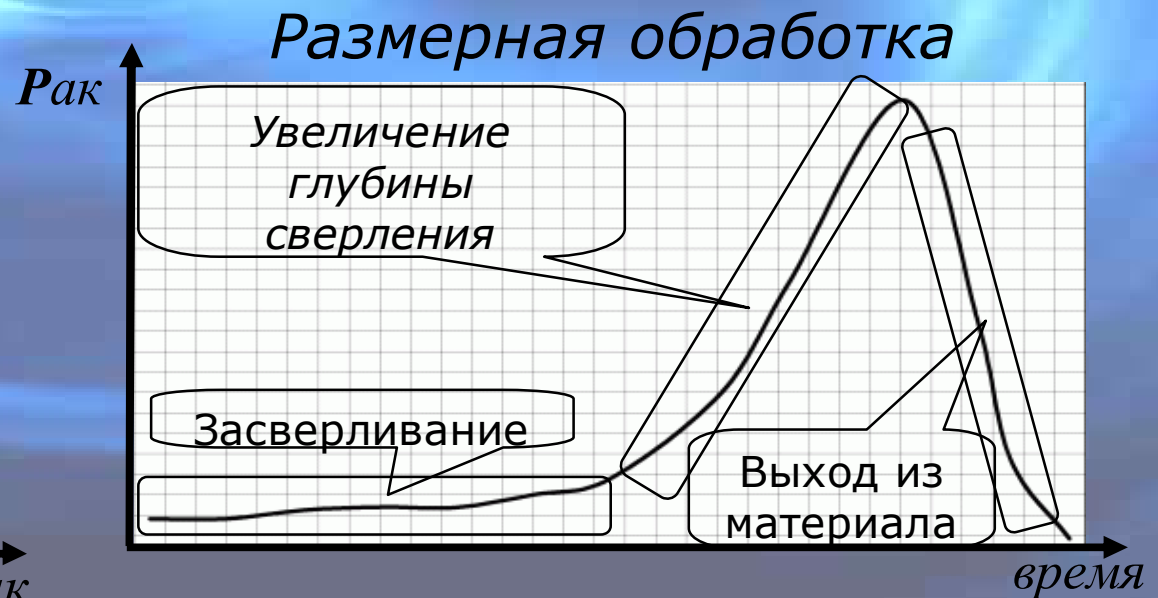 Размерная обработка
Рак
Увеличение
глубины
сверления
Засверливание
Выход из
материала
время